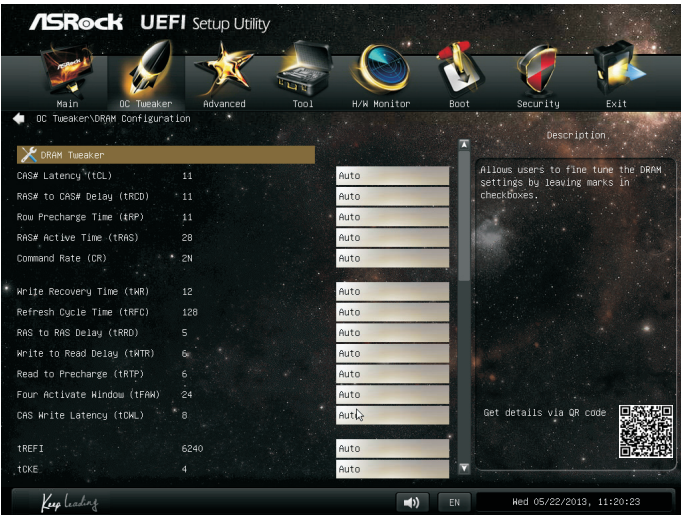 ASRock UEFI Setup Utility
Main OC Tweaker Advanced Tool H/W Monitor Boot Security Exit
OC Tweaker\DRAM Configuration
Description
DRAM Tweaker
Allows users to fine tune the DRAM
settings by leaving marks in
checkboxes.
CAS# Latency (tCL) 11 Auto
RAS# to CAS# Delay (tRCD) 11 Auto
Row Precharge Time (tRP) 11 Auto
RAS# Active Time (tRAS) 28 Auto
Command Rate (CR) 2N Auto
Write Recovery Time (tWR) 12 Auto
Refresh Cycle Time (tRFC) 128 Auto
RAS to RAS Delay (tRRD) 5 Auto
Write to Read Delay (tWTR) 6 Auto
Read to Precharge (tRTP) 6 Auto
Four Activate Window (tFAW) 24 Auto
CAS Write Latency (tCWL) 8 Auto
Get details via QR code
tREFI 6240 Auto
tCKE 4 Auto
Keep Leading
EN
Wed 05/22/2013, 11:20:23